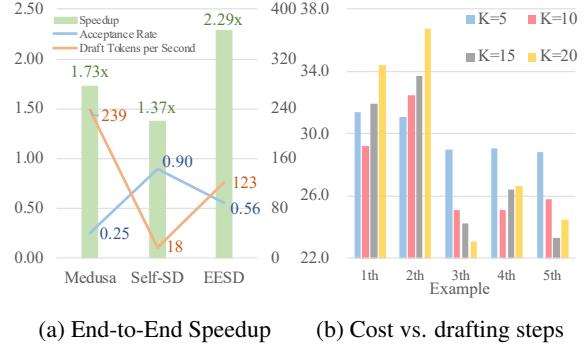 2.50
2.00
1.50
1.00
0.50
0.00
400
320
240
160
80
0
Speedup
Acceptance Rate
Draft Tokens per Second
1.73x
1.37x
2.29x
239
18
123
0.25
0.90
0.56
Medusa Self-SD EESD
(a) End-to-End Speedup
38.0
34.0
30.0
26.0
22.0
K=5 K=10
K=15 K=20
1th 2th 3th 4th 5th
Example
(b) Cost vs. drafting steps